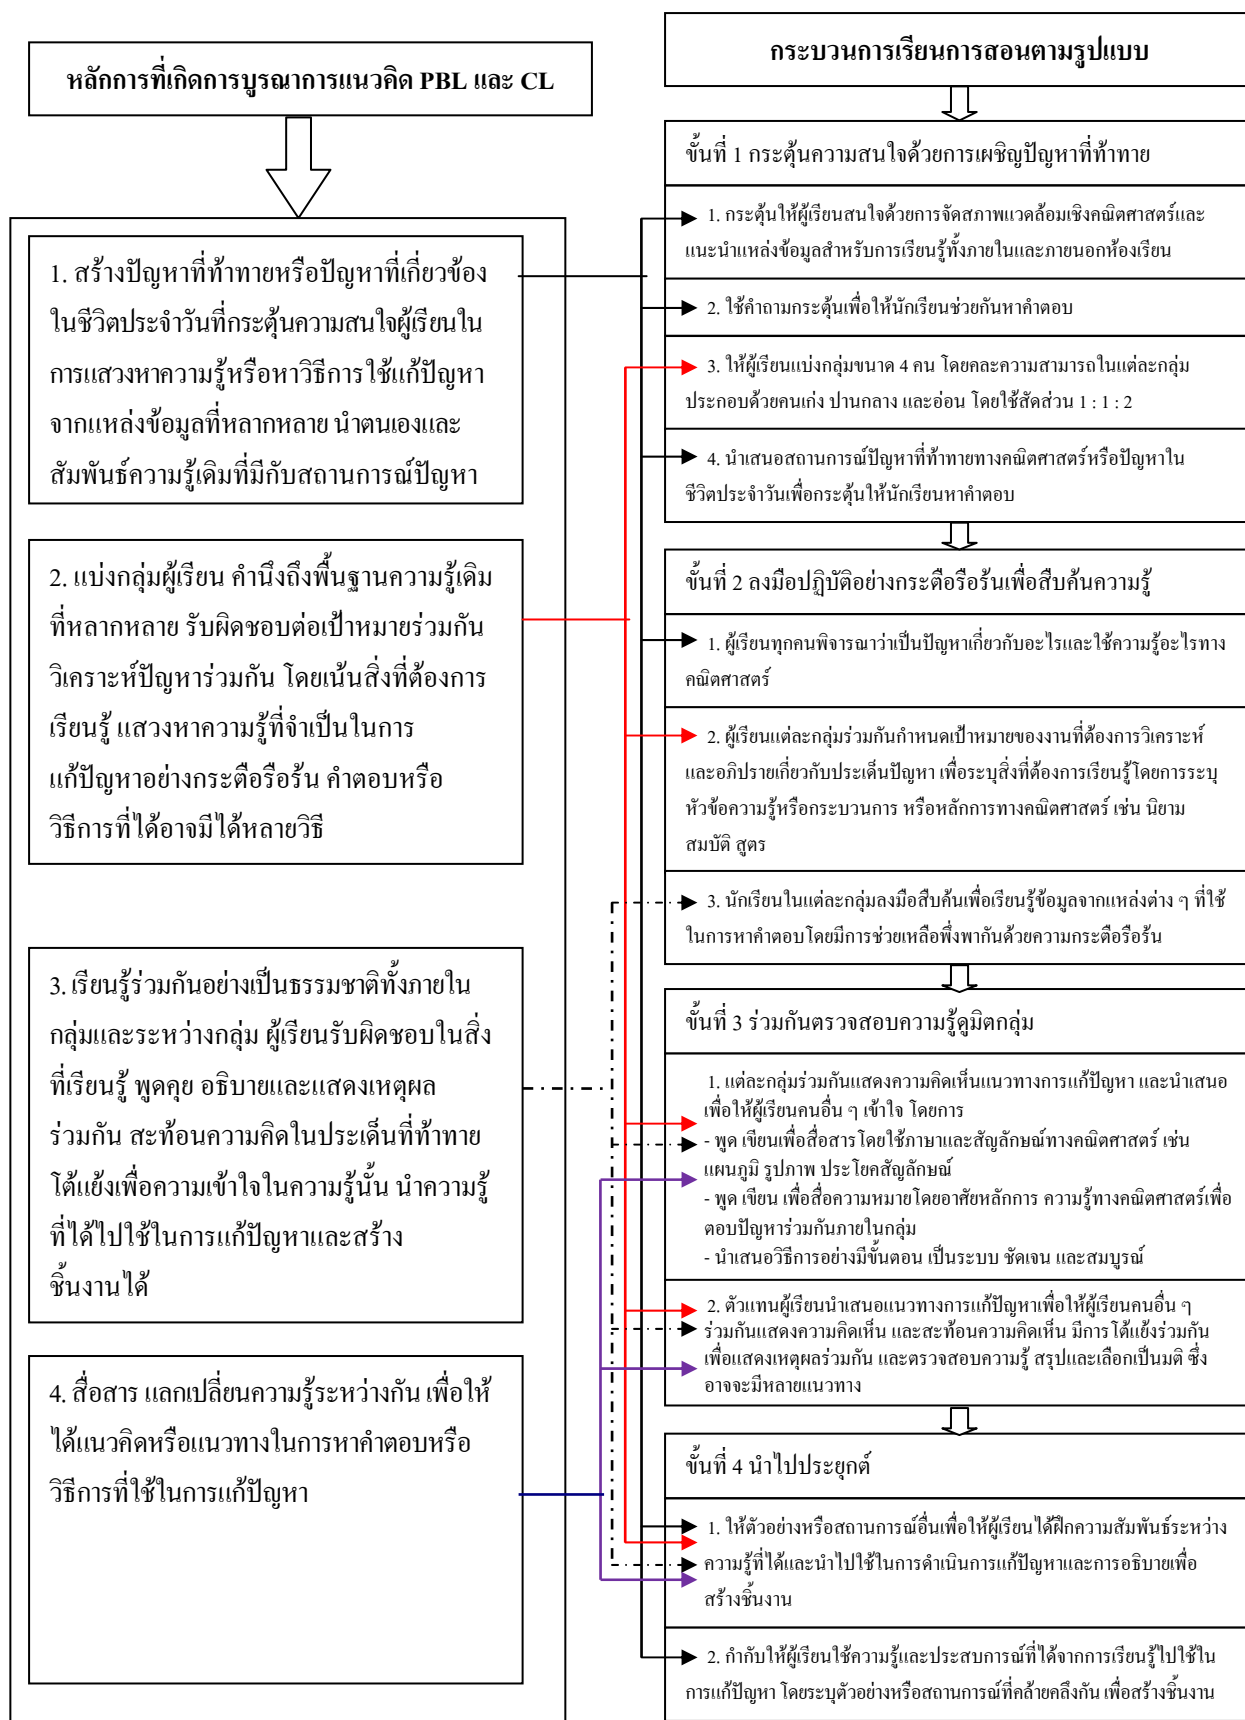 หลักการที่เกิดการบูรณาการแนวคิด PBL และ CL
1. สร้างปัญหาที่ท้าทายหรือปัญหาที่เกี่ยวข้อง
ในชีวิตประจำวันที่กระตุ้นความสนใจผู้เรียนใน
การแสวงหาความรู้หรือหาวิธีการใช้แก้ปัญหา
จากแหล่งข้อมูลที่หลากหลาย นำตนเองและ
สัมพันธ์ความรู้เดิมที่มีกับสถานการณ์ปัญหา
2. แบ่งกลุ่มผู้เรียน คำนึงถึงพื้นฐานความรู้เดิม
ที่หลากหลาย รับผิดชอบต่อเป้าหมายร่วมกัน
วิเคราะห์ปัญหาร่วมกัน โดยเน้นสิ่งที่ต้องการ
เรียนรู้ แสวงหาความรู้ที่จำเป็นในการ
แก้ปัญหาอย่างกระตือรือร้น คำตอบหรือ
วิธีการที่ได้อาจมีได้หลายวิธี
3. เรียนรู้ร่วมกันอย่างเป็นธรรมชาติทั้งภายใน
กลุ่มและระหว่างกลุ่ม ผู้เรียนรับผิดชอบในสิ่ง
ที่เรียนรู้ พูดคุย อธิบายและแสดงเหตุผล
ร่วมกัน สะท้อนความคิดในประเด็นที่ท้าทาย
โต้แย้งเพื่อความเข้าใจในความรู้นั้น นำความรู้
ที่ได้ไปใช้ในการแก้ปัญหาและสร้าง
ชิ้นงานได้
4. สื่อสาร แลกเปลี่ยนความรู้ระหว่างกัน เพื่อให้
ได้แนวคิดหรือแนวทางในการหาคำตอบหรือ
วิธีการที่ใช้ในการแก้ปัญหา
กระบวนการเรียนการสอนตามรูปแบบ
ขั้นที่ 1 กระตุ้นความสนใจด้วยการเผชิญปัญหาที่ท้าทาย
1. กระตุ้นให้ผู้เรียนสนใจด้วยการจัดสภาพแวดล้อมเชิงคณิตศาสตร์และ
แนะนำแหล่งข้อมูลสำหรับการเรียนรู้ทั้งภายในและภายนอกห้องเรียน
2. ใช้คำถามกระตุ้นเพื่อให้นักเรียนช่วยกันหาคำตอบ
3. ให้ผู้เรียนแบ่งกลุ่มขนาด 4 คน โดยคละความสามารถในแต่ละกลุ่ม
ประกอบด้วยคนเก่ง ปานกลาง และอ่อน โดยใช้สัดส่วน 1 : 1 : 2
4. นำเสนอสถานการณ์ปัญหาที่ท้าทายทางคณิตศาสตร์หรือปัญหาใน
ชีวิตประจำวันเพื่อกระตุ้นให้นักเรียนหาคำตอบ
ขั้นที่ 2 ลงมือปฏิบัติอย่างกระตือรือร้นเพื่อสืบค้นความรู้
1. ผู้เรียนทุกคนพิจารณาว่าเป็นปัญหาเกี่ยวกับอะไรและใช้ความรู้อะไรทาง
คณิตศาสตร์
2. ผู้เรียนแต่ละกลุ่มร่วมกันกำหนดเป้าหมายของงานที่ต้องการวิเคราะห์
และอภิปรายเกี่ยวกับประเด็นปัญหา เพื่อระบุสิ่งที่ต้องการเรียนรู้โดยการระบุ
หัวข้อความรู้หรือกระบวนการ หรือหลักการทางคณิตศาสตร์ เช่น นิยาม
สมบัติ สูตร
3. นักเรียนในแต่ละกลุ่มลงมือสืบค้นเพื่อเรียนรู้ข้อมูลจากแหล่งต่าง ๆ ที่ใช้
ในการหาคำตอบโดยมีการช่วยเหลือพึ่งพากันด้วยความกระตือรือร้น
ขั้นที่ 3 ร่วมกันตรวจสอบความรู้ดูมิตกลุ่ม
1. แต่ละกลุ่มร่วมกันแสดงความคิดเห็นแนวทางการแก้ปัญหา และนำเสนอ
เพื่อให้ผู้เรียนคนอื่น ๆ เข้าใจ โดยการ
- พูด เขียนเพื่อสื่อสารโดยใช้ภาษาและสัญลักษณ์ทางคณิตศาสตร์ เช่น
แผนภูมิ รูปภาพ ประโยคสัญลักษณ์
- พูด เขียน เพื่อสื่อความหมายโดยอาศัยหลักการ ความรู้ทางคณิตศาสตร์เพื่อ
ตอบปัญหาร่วมกันภายในกลุ่ม
- นำเสนอวิธีการอย่างมีขั้นตอน เป็นระบบ ชัดเจน และสมบูรณ์
2. ตัวแทนผู้เรียนนำเสนอแนวทางการแก้ปัญหาเพื่อให้ผู้เรียนคนอื่น ๆ
ร่วมกันแสดงความคิดเห็น และสะท้อนความคิดเห็น มีการโต้แย้งร่วมกัน
เพื่อแสดงเหตุผลร่วมกัน และตรวจสอบความรู้ สรุปและเลือกเป็นมติ ซึ่ง
อาจจะมีหลายแนวทาง
ขั้นที่ 4 นำไปประยุกต์
1. ให้ตัวอย่างหรือสถานการณ์อื่นเพื่อให้ผู้เรียนได้ฝึกความสัมพันธ์ระหว่าง
ความรู้ที่ได้และนำไปใช้ในการดำเนินการแก้ปัญหาและการอธิบายเพื่อ
สร้างชิ้นงาน
2. กำกับให้ผู้เรียนใช้ความรู้และประสบการณ์ที่ได้จากการเรียนรู้ไปใช้ใน
การแก้ปัญหา โดยระบุตัวอย่างหรือสถานการณ์ที่คล้ายคลึงกัน เพื่อสร้างชิ้นงาน